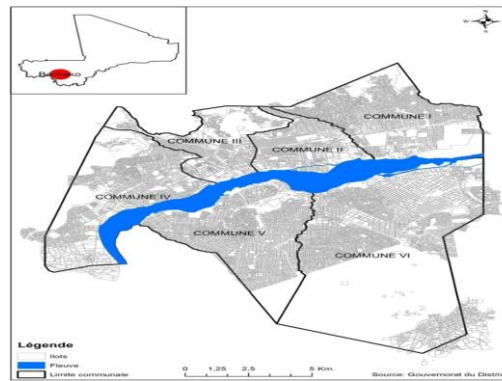 Bamako
N
W
COMMUNE I
COMMUNE III
COMMUNE II
COMMUNE IV
COMMUNE V
COMMUNE VI
Légende
Ilots
Fleuve
Limite communale
0 1,25 2,5 5 Km
Source: Gouvernorat du Distri